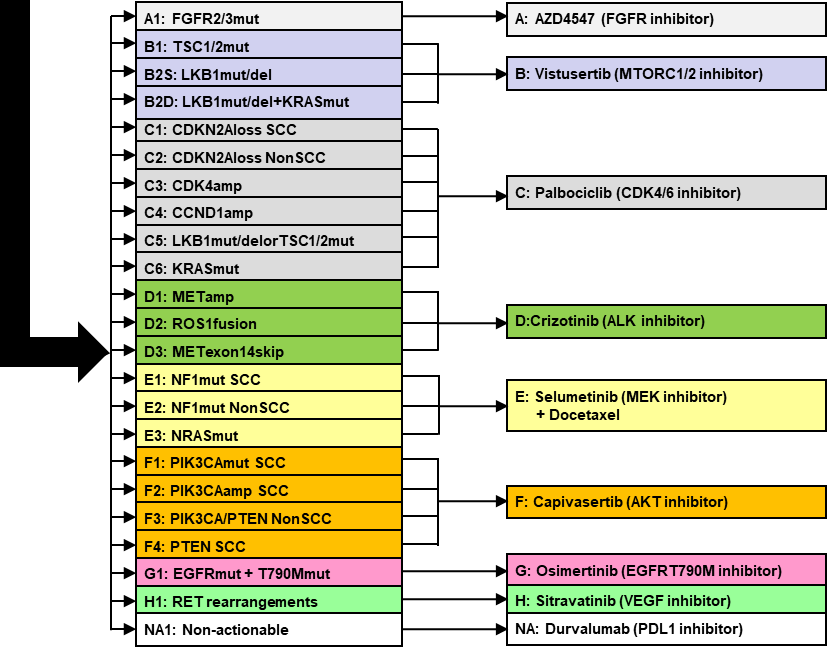 A1: FGFR2/3mut
B1: TSC1/2mut
B2S: LKB1mut/del
B2D: LKB1mut/del+KRASmut
C1: CDKN2Aloss SCC
C2: CDKN2Aloss NonSCC
C3: CDK4amp
C4: CCND1amp
C5: LKB1mut/delorTSC1/2mut
C6: KRASmut
D1: METamp
D2: ROS1fusion
D3: METexon14skip
E1: NF1mut SCC
E2: NF1mut NonSCC
E3: NRASmut
F1: PIK3CAmut SCC
F2: PIK3CAamp SCC
F3: PIK3CA/PTEN NonSCC
F4: PTEN SCC
G1: EGFRmut + T790Mmut
H1: RET rearrangements
NA1: Non-actionable
A: AZD4547 (FGFR inhibitor)
B: Vistusertib (MTORC1/2 inhibitor)
C: Palbociclib (CDK4/6 inhibitor)
D:Crizotinib (ALK inhibitor)
E: Selumetinib (MEK inhibitor)
+ Docetaxel
F: Capivasertib (AKT inhibitor)
G: Osimertinib (EGFRT790M inhibitor)
H: Sitravatinib (VEGF inhibitor)
NA: Durvalumab (PDL1 inhibitor)